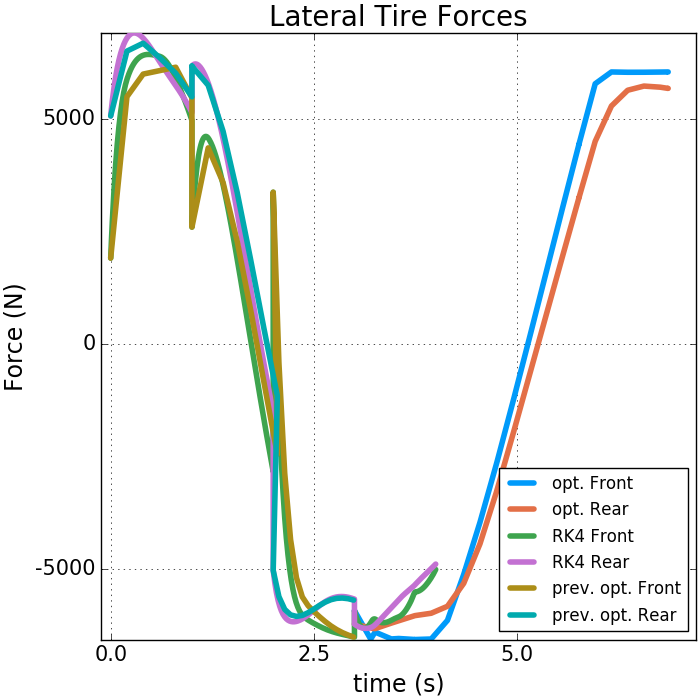 Lateral Tire Forces
Force (N)
5000
0
-5000
opt. Front
opt. Rear
RK4 Front
RK4 Rear
prev. opt. Front
prev. opt. Rear
0.0 2.5 5.0
time (s)